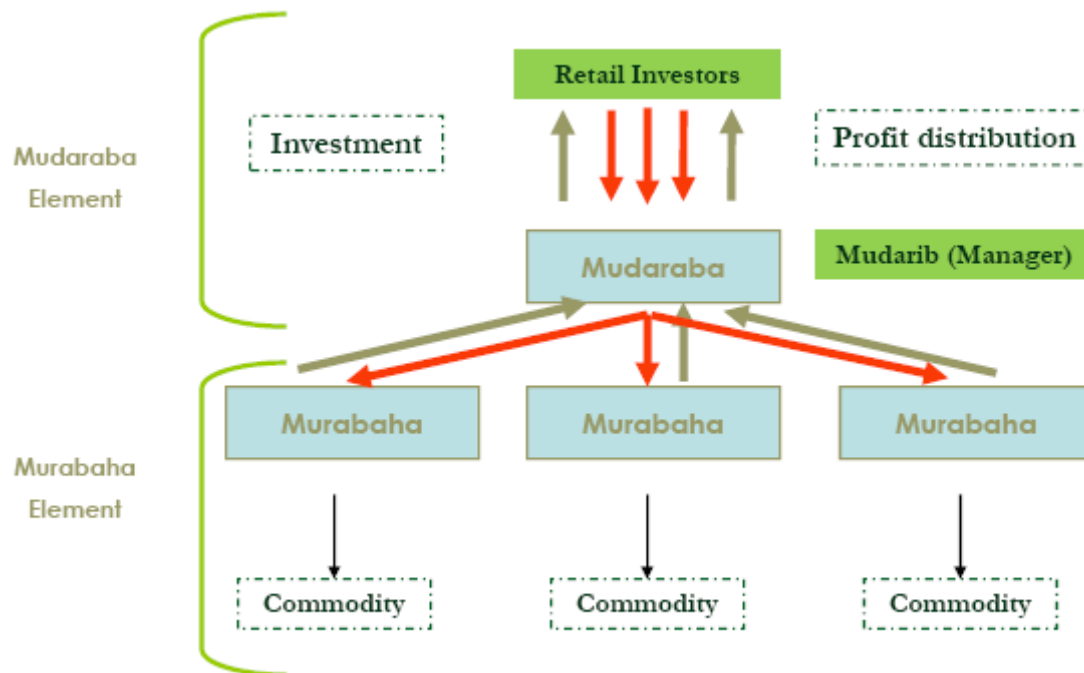 Retail Investors
Investment
Profit distribution
Mudaraba
Element
Mudaraba
Mudarib (Manager)
Murabaha
Murabaha
Murabaha
Murabaha
Element
Commodity
Commodity
Commodity